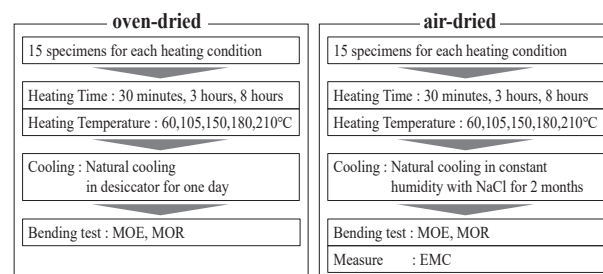 oven-dried
15 specimens for each heating condition
Heating Time : 30 minutes, 3 hours, 8 hours
Heating Temperature : 60,105,150,180,210℃
Cooling : Natural cooling
in desiccator for one day
Bending test : MOE, MOR
air-dried
15 specimens for each heating condition
Heating Time : 30 minutes, 3 hours, 8 hours
Heating Temperature : 60,105,150,180,210℃
Cooling : Natural cooling in constant
humidity with NaCl for 2 months
Bending test : MOE, MOR
Measure : EMC